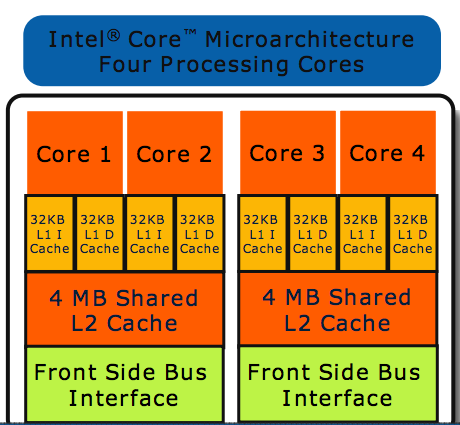 Intel® Core™ Microarchitecture
Four Processing Cores
Core 1
Core 2
Core 3
Core 4
32KB
L1 I
Cache
32KB
L1 D
Cache
32KB
L1 I
Cache
32KB
L1 D
Cache
32KB
L1 I
Cache
32KB
L1 D
Cache
32KB
L1 I
Cache
32KB
L1 D
Cache
4 MB Shared
L2 Cache
4 MB Shared
L2 Cache
Front Side Bus
Interface
Front Side Bus
Interface